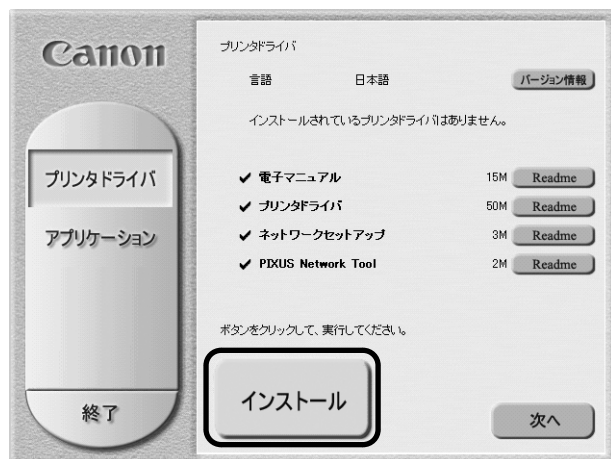 Canon
プリンタドライバ
アプリケーション
終了
プリンタドライバ
言語 日本語 バージョン情報
インストールされているプリンタドライバはありません。
✔ 電子マニュアル 15M Readme
✔ プリンタドライバ 50M Readme
✔ ネットワークセットアップ 3M Readme
✔ PIXUS Network Tool 2M Readme
ボタンをクリックして、実行してください。
インストール
次へ